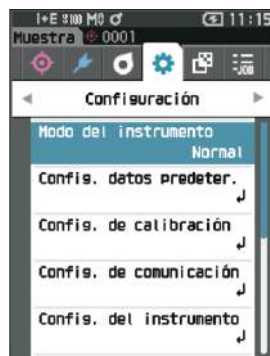 I+E M0 11:15
Muestra 0001
JOB
Configuración
Modo del instrumento
Normal
Config. datos predeter.
Config. de calibración
Config. de comunicación
Config. del instrumento